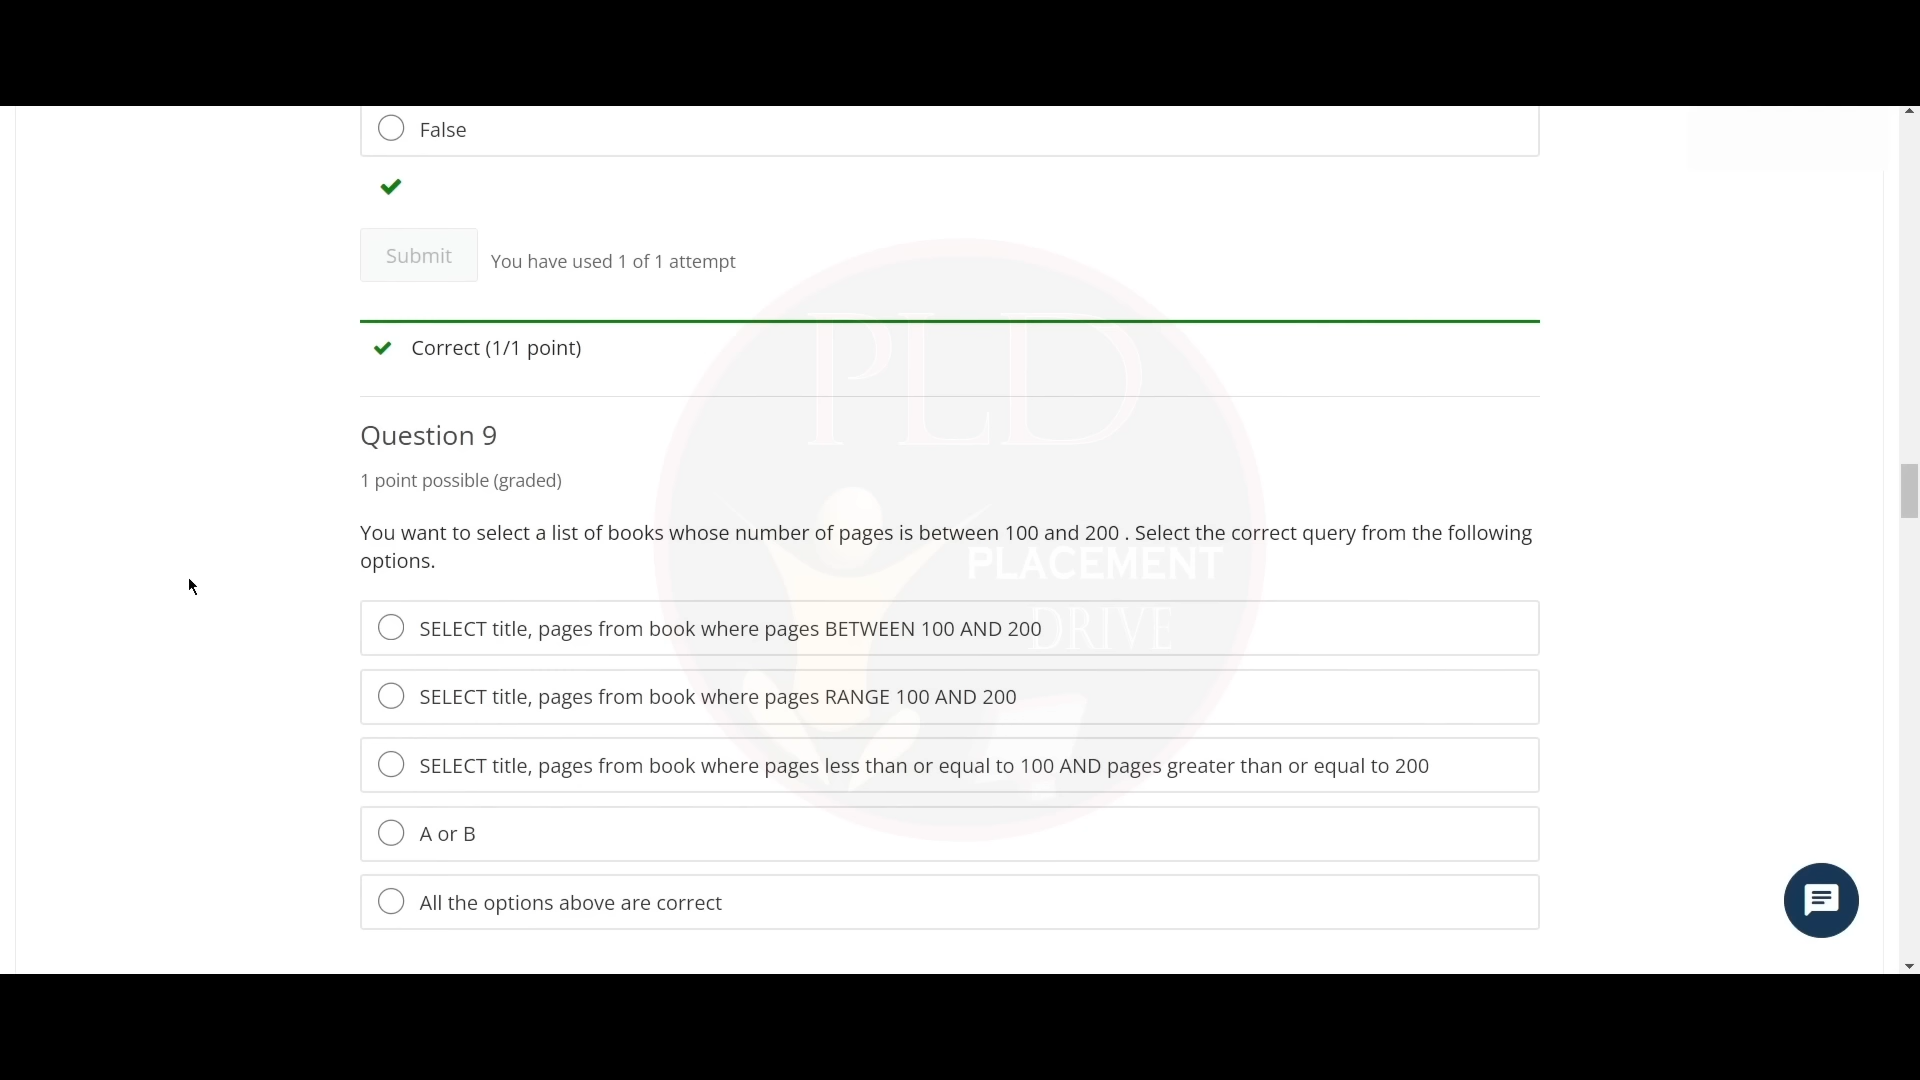 False
Submit
You have used 1 of 1 attempt
Correct (1/1 point)
Question 9
1 point possible (graded)
You want to select a list of books whose number of pages is between 100 and 200 . Select the correct query from the following
options.
SELECT title, pages from book where pages BETWEEN 100 AND 200
SELECT title, pages from book where pages RANGE 100 AND 200
SELECT title, pages from book where pages less than or equal to 100 AND pages greater than or equal to 200
A or B
All the options above are correct
PLD
PLACEMENT
DRIVE